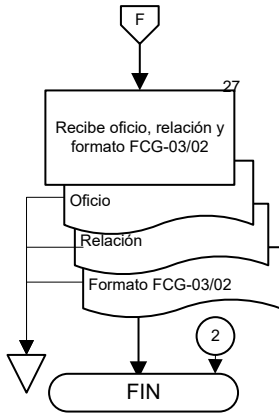 F
27
Recibe oficio, relación y
formato FCG-03/02
Oficio
Relación
Formato FCG-03/02
2
FIN